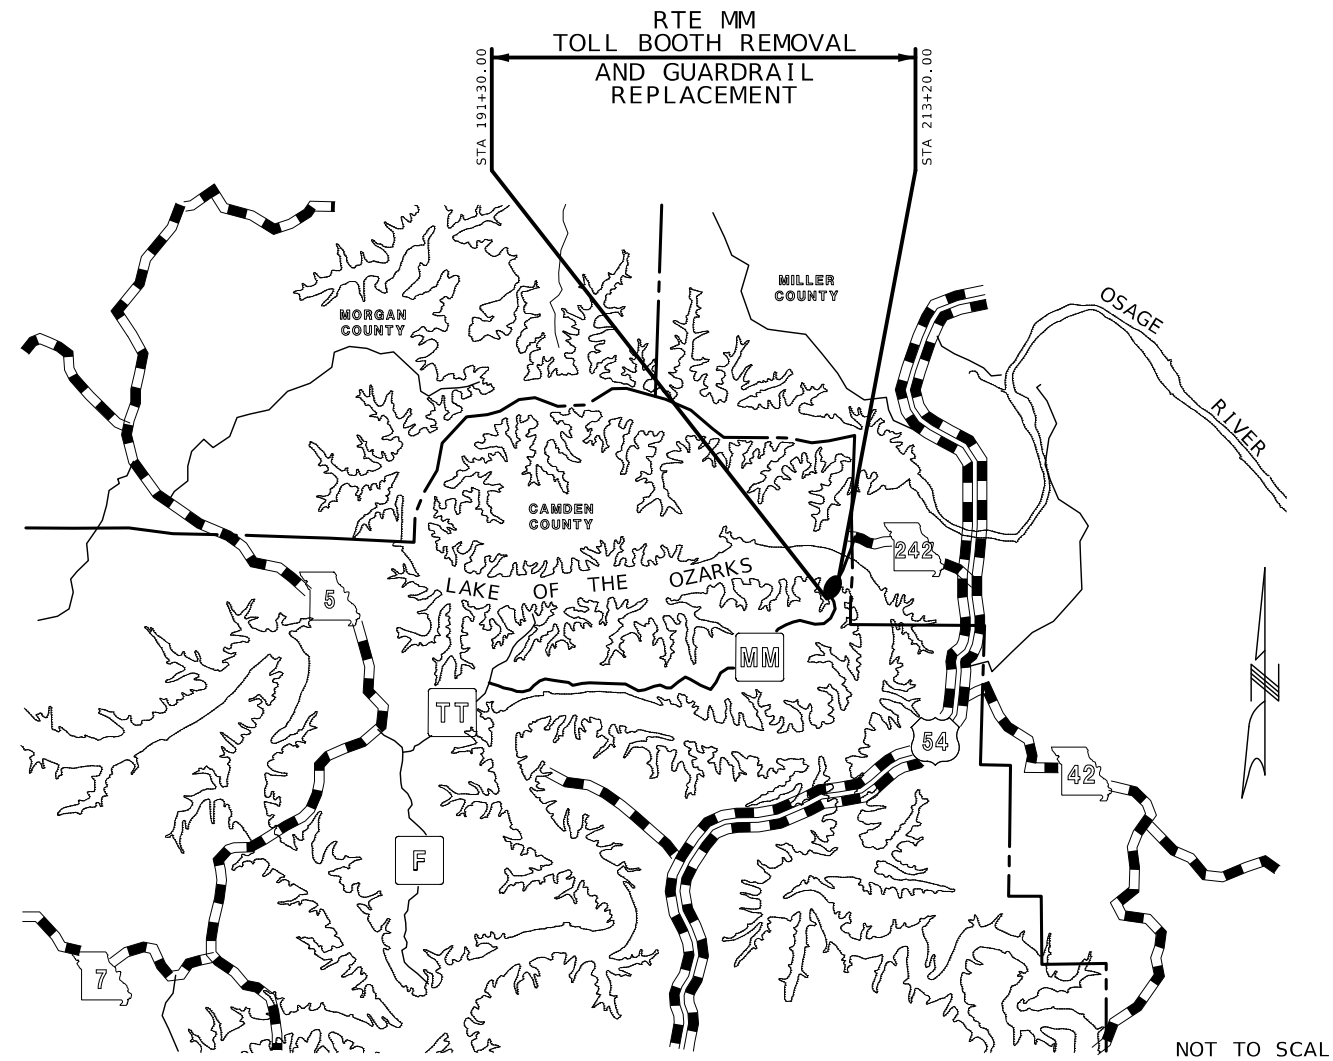 RTE MM
TOLL BOOTH REMOVAL
AND GUARDRAIL
REPLACEMENT
STA 191+30.00
STA 213+20.00
MILLER
COUNTY
MORGAN
COUNTY
OSAGE
RIVER
CAMDEN
COUNTY
242
LAKE OF THE OZARKS
5
MM
TT
54
42
F
7
N
NOT TO SCAL